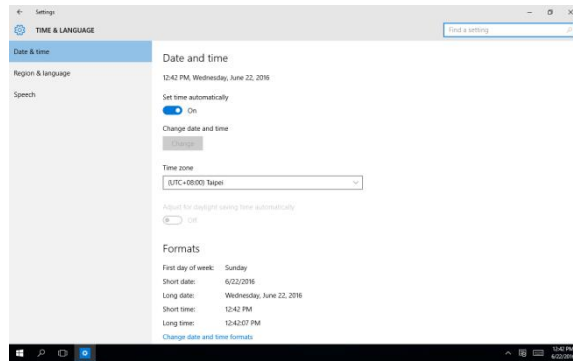 Settings
TIME & LANGUAGE
Find a setting
Date & time
Region & language
Speech
Date and time
12:42 PM, Wednesday, June 22, 2016
Set time automatically
On
Change date and time
Change
Time zone
(UTC+08:00) Taipei
Adjust for daylight saving time automatically
Off
Formats
First day of week: Sunday
Short date: 6/22/2016
Long date: Wednesday, June 22, 2016
Short time: 12:42 PM
Long time: 12:42:07 PM
Change date and time formats
12:42 PM
6/22/2016